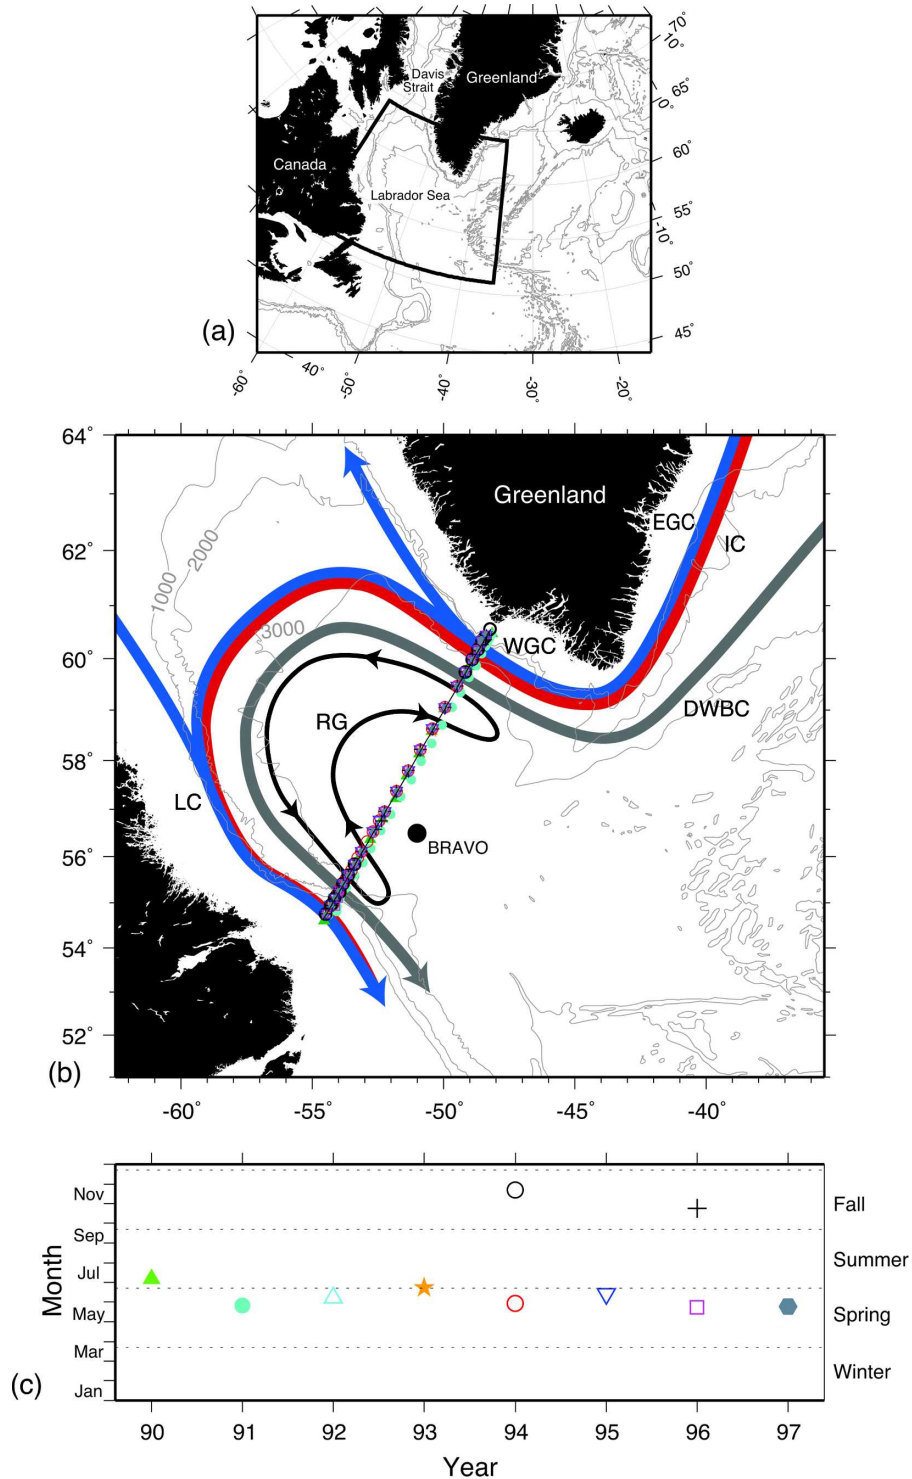 70°
10°
Davis
Strait
Greenland
65°
0°
60°
Canada
Labrador Sea
55°
-10°
50°
(a)
45°
-60°
40°
-50°
-40°
-30°
-20°
64°
Greenland
EGC
62°
IC
2000
1000
3000
WGC
60°
DWBC
RG
58°
LC
BRAVO
56°
54°
52°
(b)
-60°
-55°
-50°
-45°
-40°
Nov
Fall
Sep
Summer
Jul
Month
May
Spring
Mar
Winter
(c)
Jan
90 91 92 93 94 95 96 97
Year